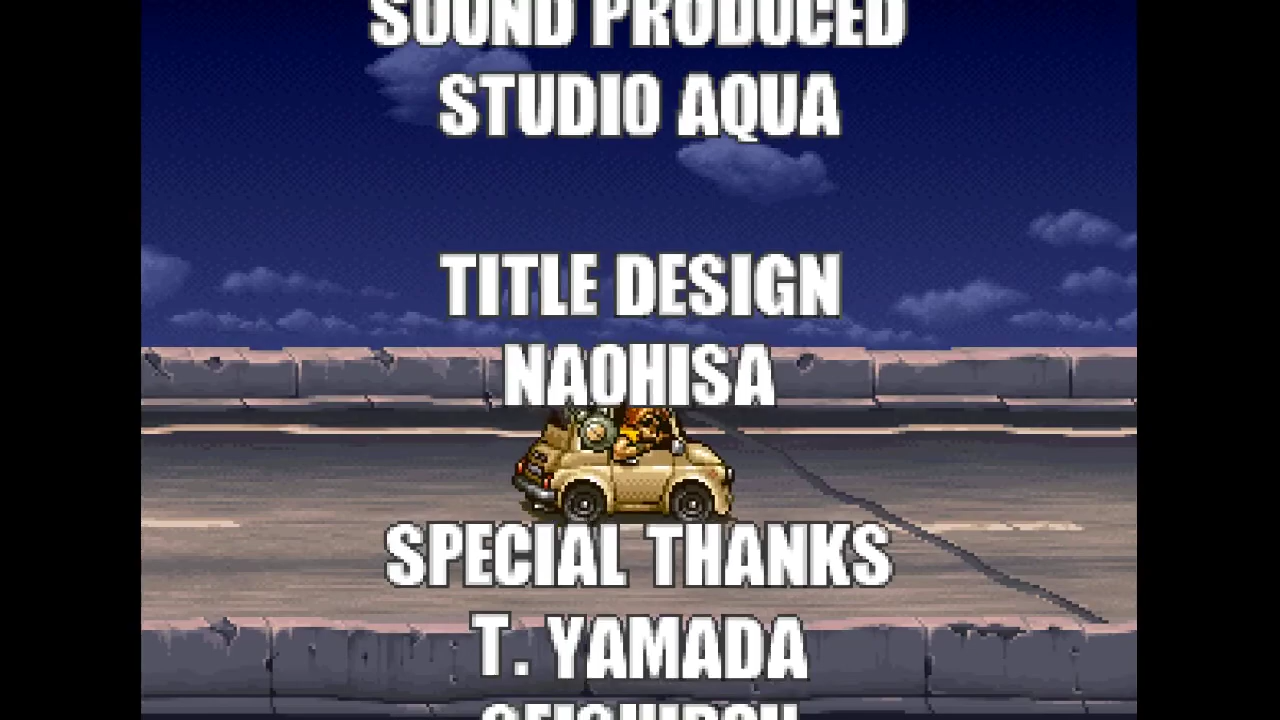 SOUND PRODUCED
STUDIO AQUA
TITLE DESIGN
NAOHISA
SPECIAL THANKS
T. YAMADA